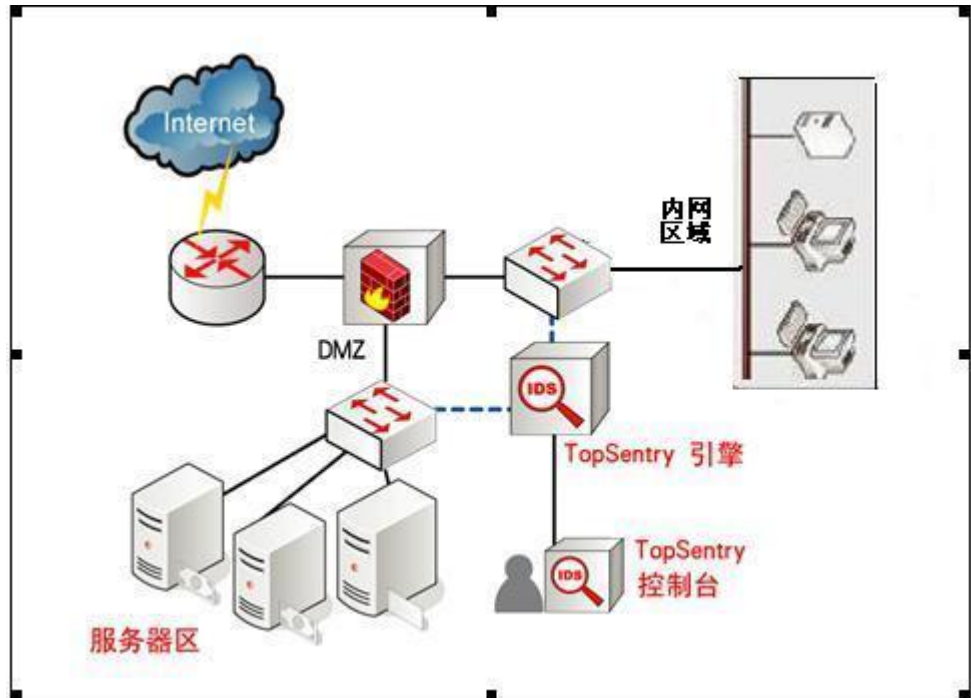 Internet
内网
区域
DMZ
IDS
TopSentry 引擎
TopSentry
控制台
IDS
服务器区